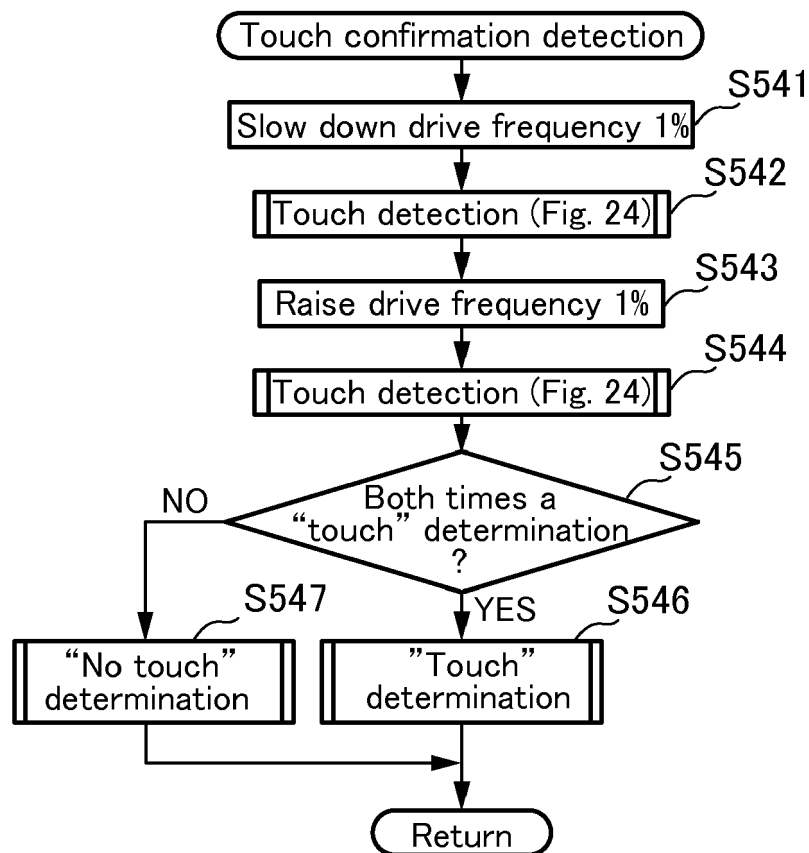 Touch confirmation detection
S541
Slow down drive frequency 1%
S542
Touch detection (Fig. 24)
S543
Raise drive frequency 1%
S544
Touch detection (Fig. 24)
S545
Both times a
“touch” determination
?
NO
YES
S547
“No touch”
determination
S546
”Touch”
determination
Return